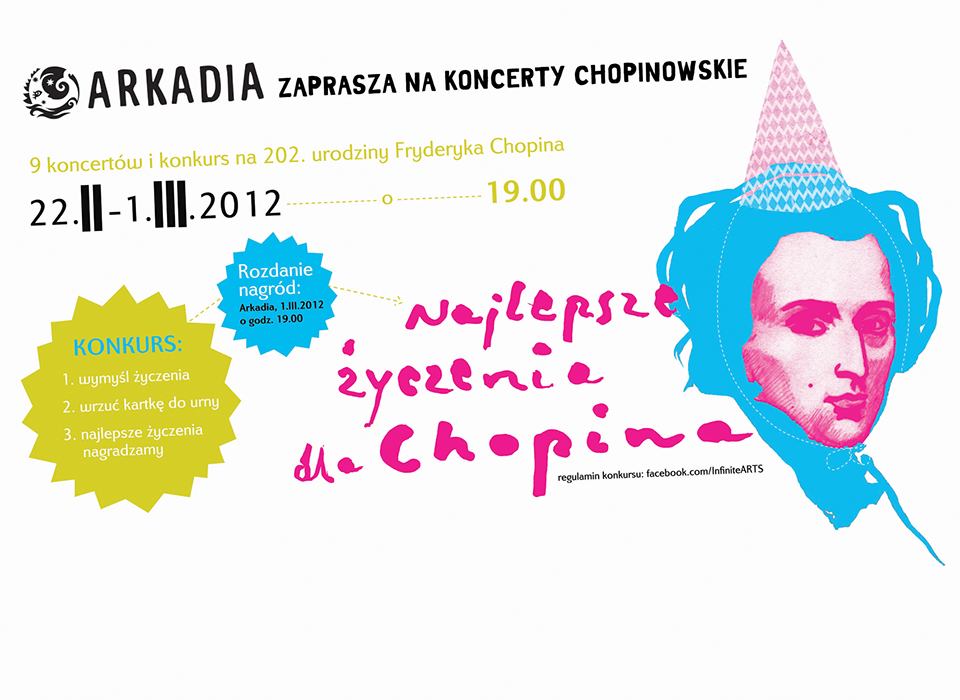 ARKADIA ZAPRASZA NA KONCERTY CHOPINOWSKIE
9 koncertów i konkurs na 202. urodziny Fryderyka Chopina
22.II-1.III.2012 o 19.00
Rozdanie
nagród:
Arkadia, 1.III.2012
o godz. 19.00
KONKURS:
1. wymyśl życzenia
2. wrzuć kartkę do urny
3. najlepsze życzenia
nagradzamy
Najlepsze
życzenia
dla Chopina
regulamin konkursu: facebook.com/InfiniteARTS